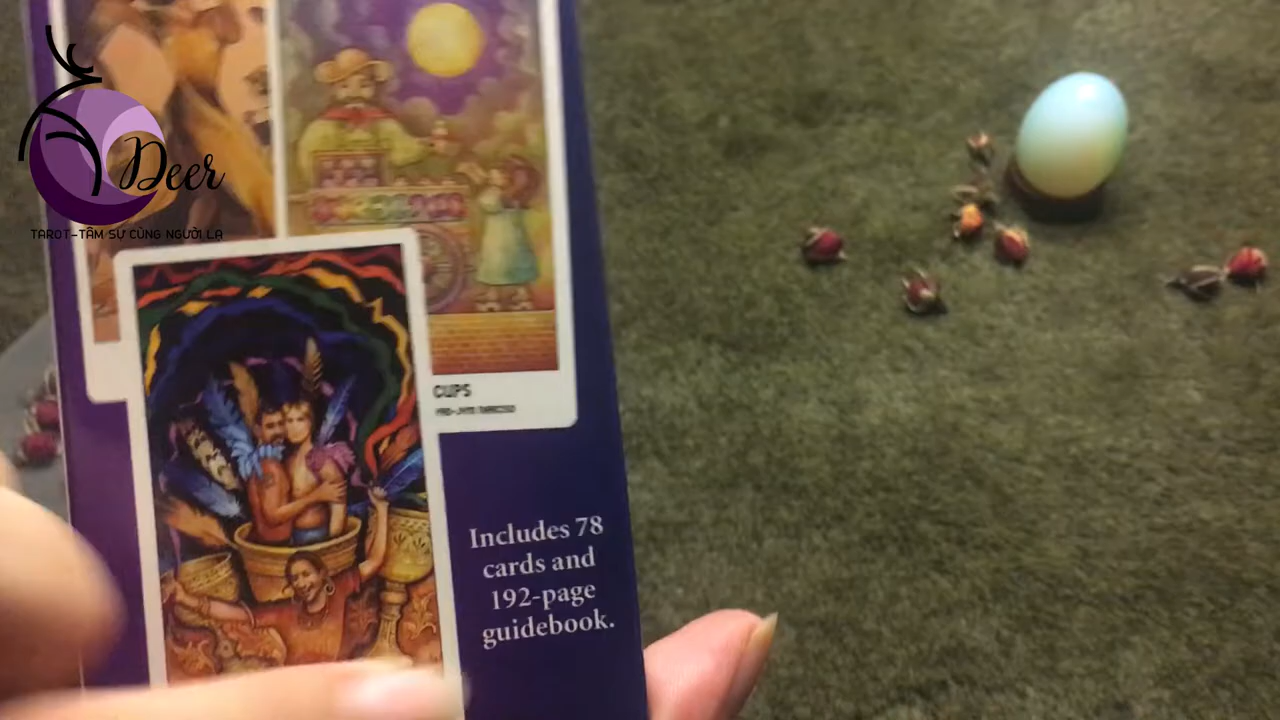 Deer
TAROT-TÂM SỰ CÙNG NGƯỜI LẠ
CUPS
Includes 78
cards and
192-page
guidebook.